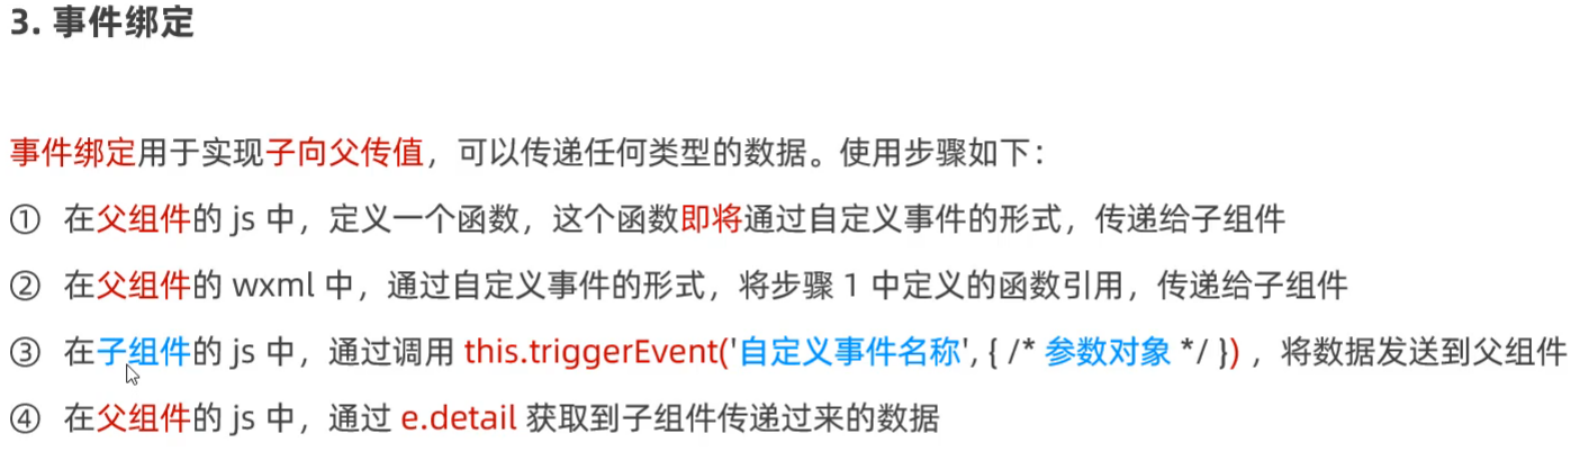 3. 事件绑定
事件绑定用于实现子向父传值，可以传递任何类型的数据。使用步骤如下：
① 在父组件的 js 中，定义一个函数，这个函数即将通过自定义事件的形式，传递给子组件
② 在父组件的 wxml 中，通过自定义事件的形式，将步骤 1 中定义的函数引用，传递给子组件
③ 在子组件的 js 中，通过调用 this.triggerEvent('自定义事件名称', { /* 参数对象 */ }) ，将数据发送到父组件
④ 在父组件的 js 中，通过 e.detail 获取到子组件传递过来的数据